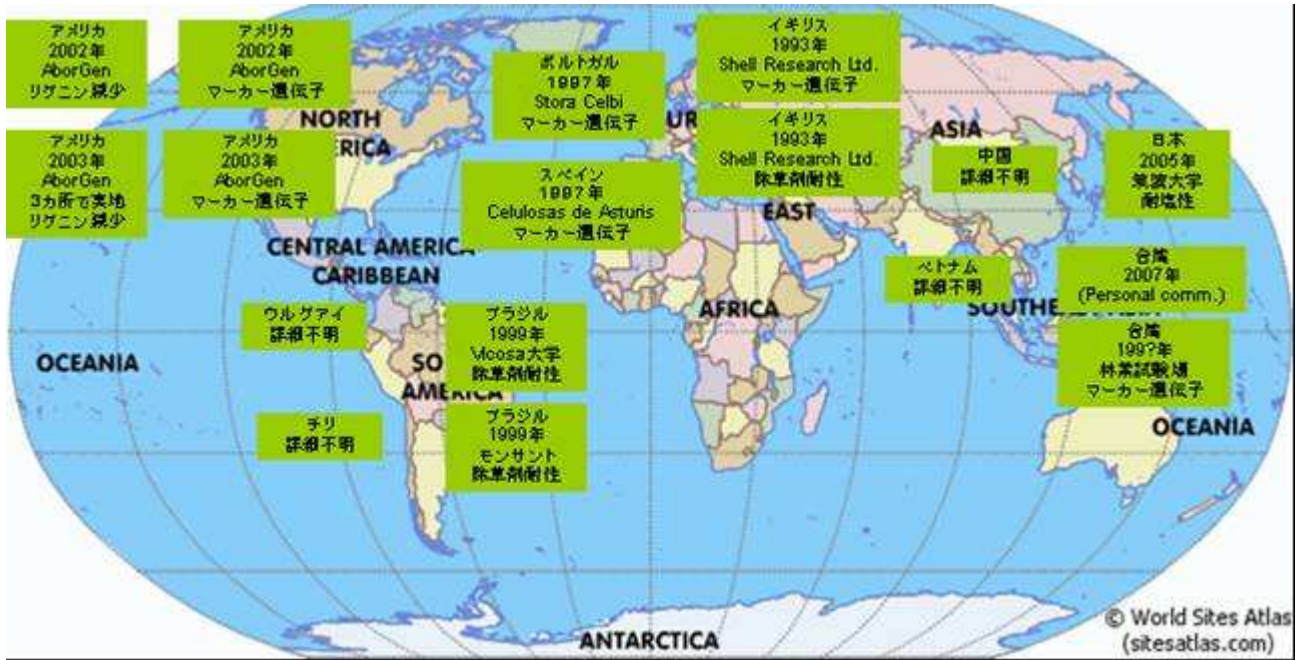 アメリカ
2002年
AborGen
リグニン減少
アメリカ
2002年
AborGen
マーカー遺伝子
アメリカ
2003年
AborGen
3カ所で実地
リグニン減少
アメリカ
2003年
AborGen
マーカー遺伝子
ポルトガル
1997年
Stora Celbi
マーカー遺伝子
イギリス
1993年
Shell Research Ltd.
マーカー遺伝子
イギリス
1993年
Shell Research Ltd.
除草剤耐性
スペイン
1997年
Celulosas de Asturis
マーカー遺伝子
中国
詳細不明
日本
2005年
筑波大学
耐塩性
ベトナム
詳細不明
台湾
2007年
(Personal comm.)
台湾
199?年
林業試験場
マーカー遺伝子
ウルグアイ
詳細不明
ブラジル
1999年
Vicosa大学
除草剤耐性
チリ
詳細不明
ブラジル
1999年
モンサント
除草剤耐性
NORTH
ERICA
UR
ASIA
EAST
CENTRAL AMERICA
CARIBBEAN
AFRICA
SOUTHE
OCEANIA
SO
AMERICA
OCEANIA
ANTARCTICA
© World Sites Atlas
(sitesatlas.com)